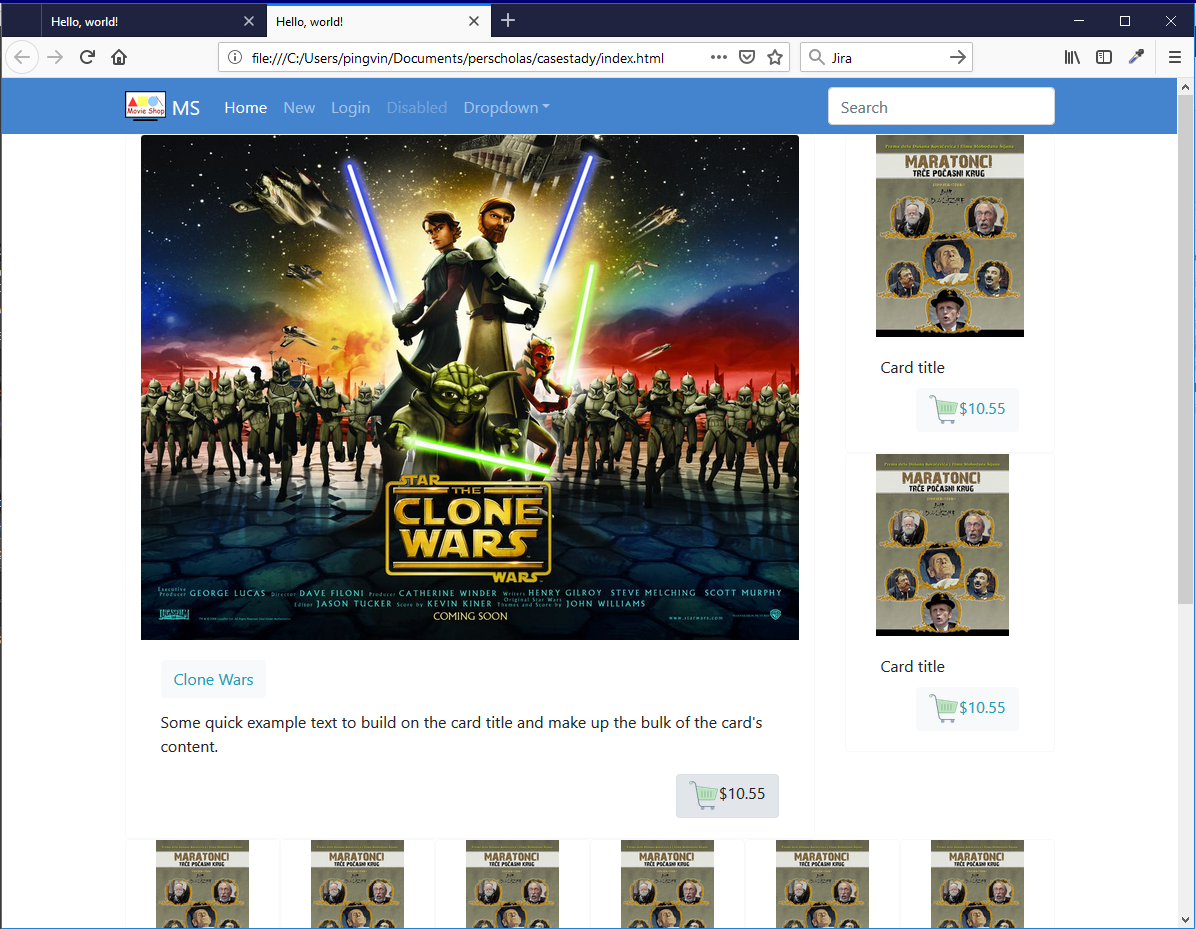 Hello, world!
Hello, world!
file:///C:/Users/pingvin/Documents/perscholas/casestady/index.html
Jira
Movie Shop
MS
Home
New
Login
Disabled
Dropdown
Search
STAR
THE
CLONE
WARS
WARS
Executive Producer GEORGE LUCAS Director DAVE FILONI Producer CATHERINE WINDER Writers HENRY GILROY STEVE MELCHING SCOTT MURPHY
Editor JASON TUCKER Score by KEVIN KINER Original Star Wars Themes and Score by JOHN WILLIAMS
LUCASFILM
COMING SOON
www.starwars.com
Clone Wars
Some quick example text to build on the card title and make up the bulk of the card's
content.
$10.55
MARATONCI
TRČE POČASNI KRUG
Card title
$10.55
MARATONCI
TRČE POČASNI KRUG
Card title
$10.55
MARATONCI
TRČE POČASNI KRUG
MARATONCI
TRČE POČASNI KRUG
MARATONCI
TRČE POČASNI KRUG
MARATONCI
TRČE POČASNI KRUG
MARATONCI
TRČE POČASNI KRUG
MARATONCI
TRČE POČASNI KRUG